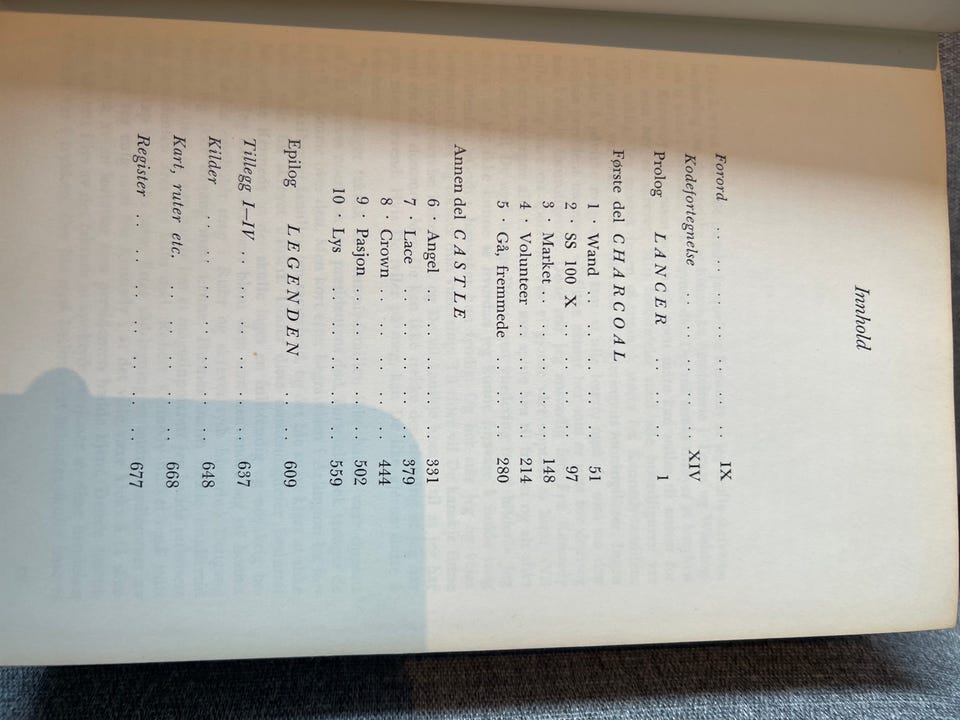 Innhold
Forord .. .. .. .. .. .. .. .. IX
Kodefortegnelse .. .. .. .. .. .. XIV
Prolog LANCER .. .. .. .. 1
Første del CHARCOAL
1 · Wand .. .. .. .. .. .. 51
2 · SS 100 X .. .. .. .. .. 97
3 · Market .. .. .. .. .. .. 148
4 · Volunteer .. .. .. .. .. 214
5 · Gå, fremmede .. .. .. .. 280
Annen del CASTLE
6 · Angel .. .. .. .. .. .. 331
7 · Lace .. .. .. .. .. .. 379
8 · Crown .. .. .. .. .. .. 444
9 · Pasjon .. .. .. .. .. .. 502
10 · Lys .. .. .. .. .. .. 559
Epilog LEGENDEN .. .. 609
Tillegg I–IV .. .. .. .. .. .. 637
Kilder .. .. .. .. .. .. .. 648
Kart, ruter etc. .. .. .. .. .. 668
Register .. .. .. .. .. .. .. 677